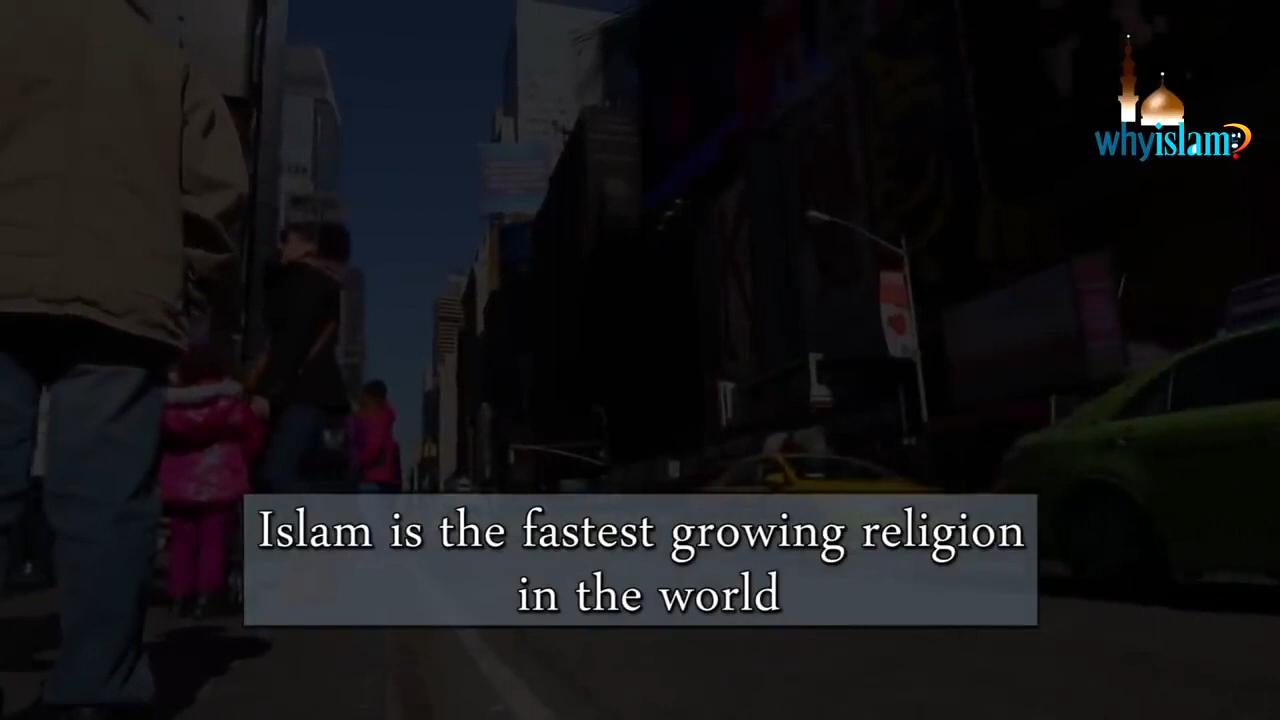 whyislam?
Islam is the fastest growing religion
in the world